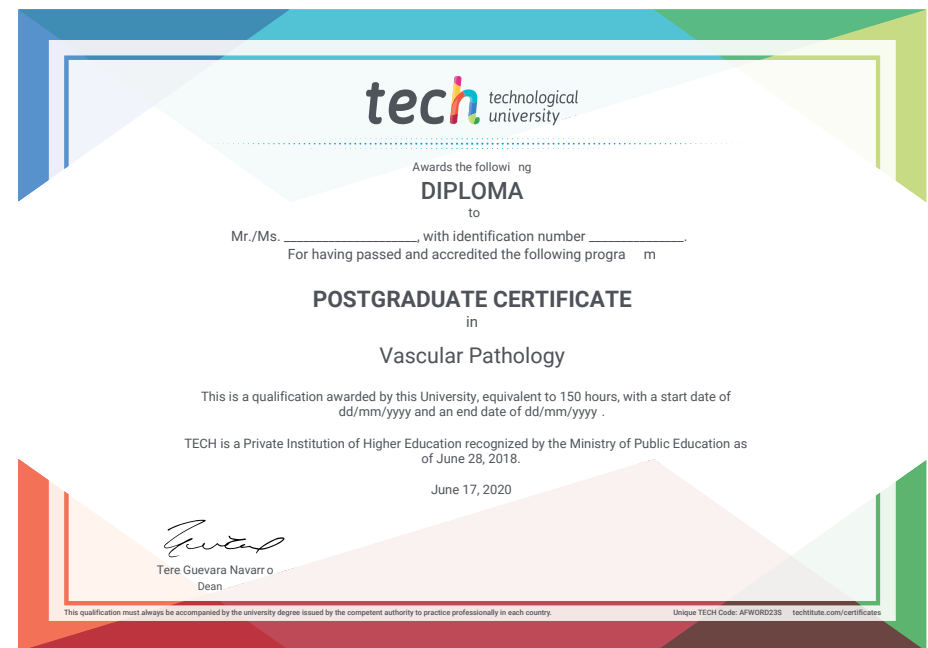 tech technological
university
Awards the followi ng
DIPLOMA
to
Mr./Ms. ____________________, with identification number ______________.
For having passed and accredited the following progra m
POSTGRADUATE CERTIFICATE
in
Vascular Pathology
This is a qualification awarded by this University, equivalent to 150 hours, with a start date of
dd/mm/yyyy and an end date of dd/mm/yyyy .
TECH is a Private Institution of Higher Education recognized by the Ministry of Public Education as
of June 28, 2018.
June 17, 2020
Tere Guevara Navarr o
Dean
This qualification must always be accompanied by the university degree issued by the competent authority to practice professionally in each country.
Unique TECH Code: AFWORD23S techtitute.com/certificates